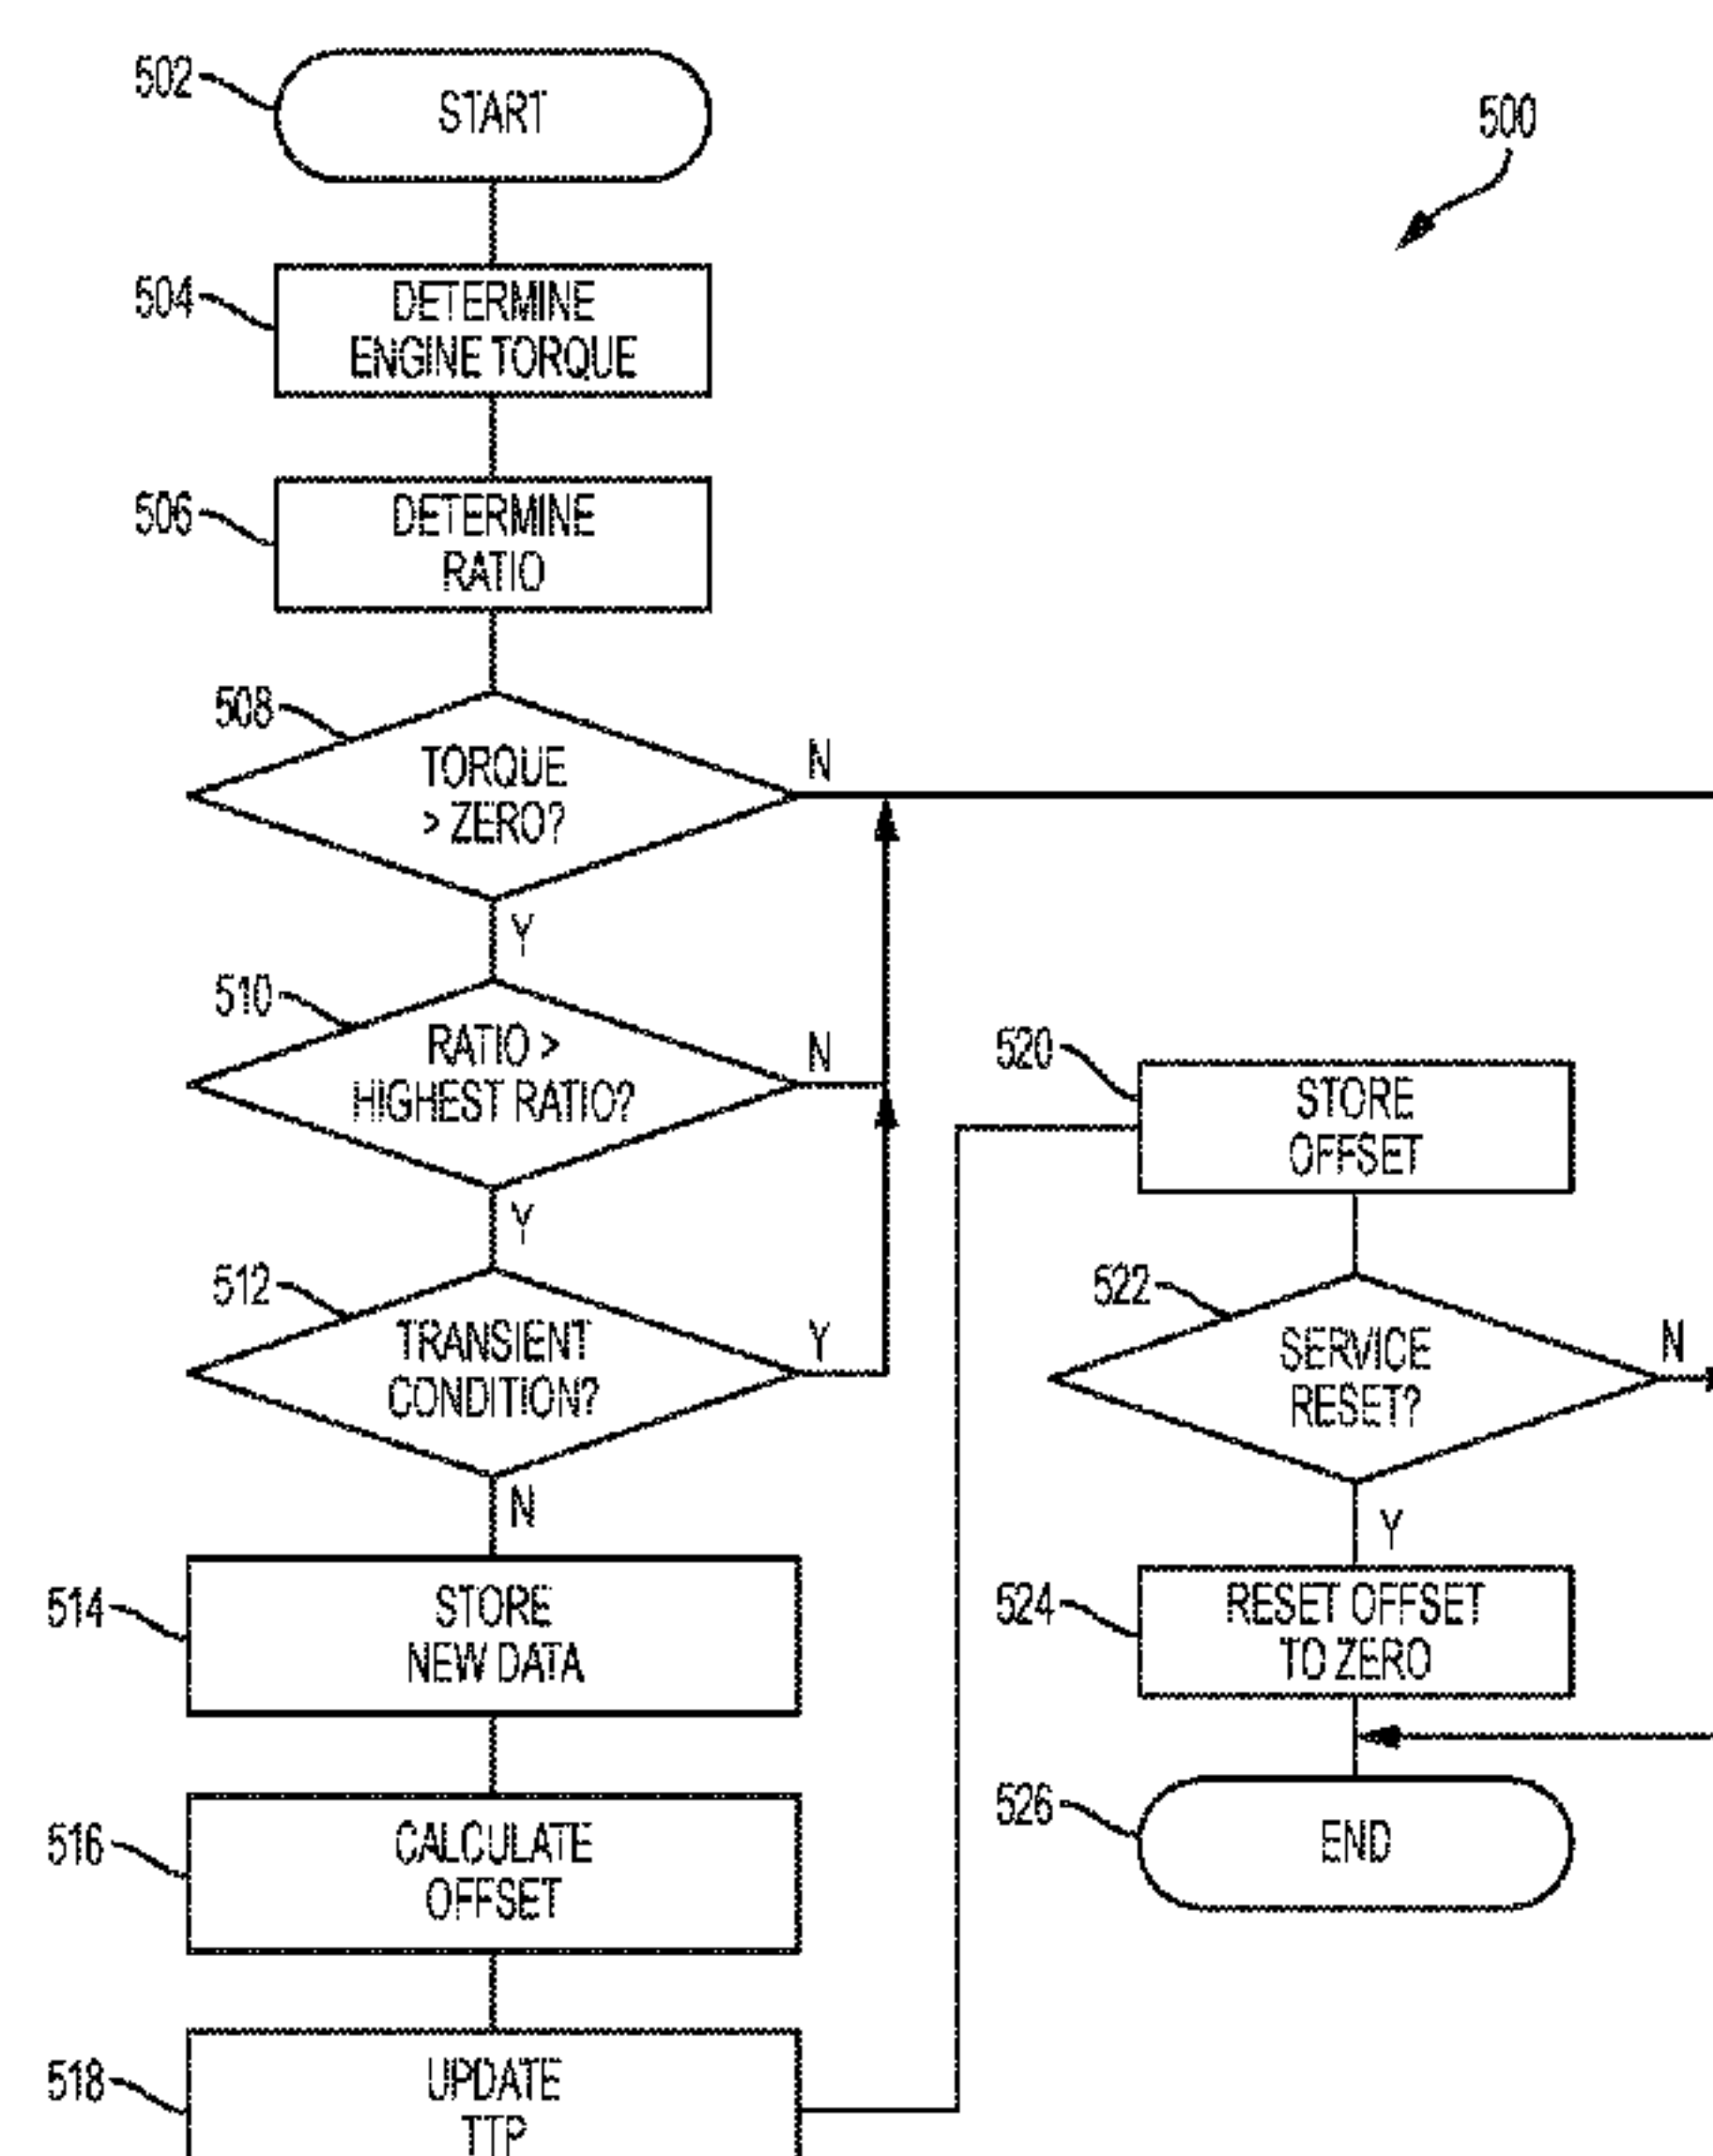 502
START
500
504
DETERMINE
ENGINE TORQUE
506
DETERMINE
RATIO
508
TORQUE
> ZERO?
N
Y
510
RATIO >
HIGHEST RATIO?
N
Y
512
TRANSIENT
CONDITION?
Y
N
514
STORE
NEW DATA
516
CALCULATE
OFFSET
518
UPDATE
TTP
520
STORE
OFFSET
522
SERVICE
RESET?
N
Y
524
RESET OFFSET
TO ZERO
526
END